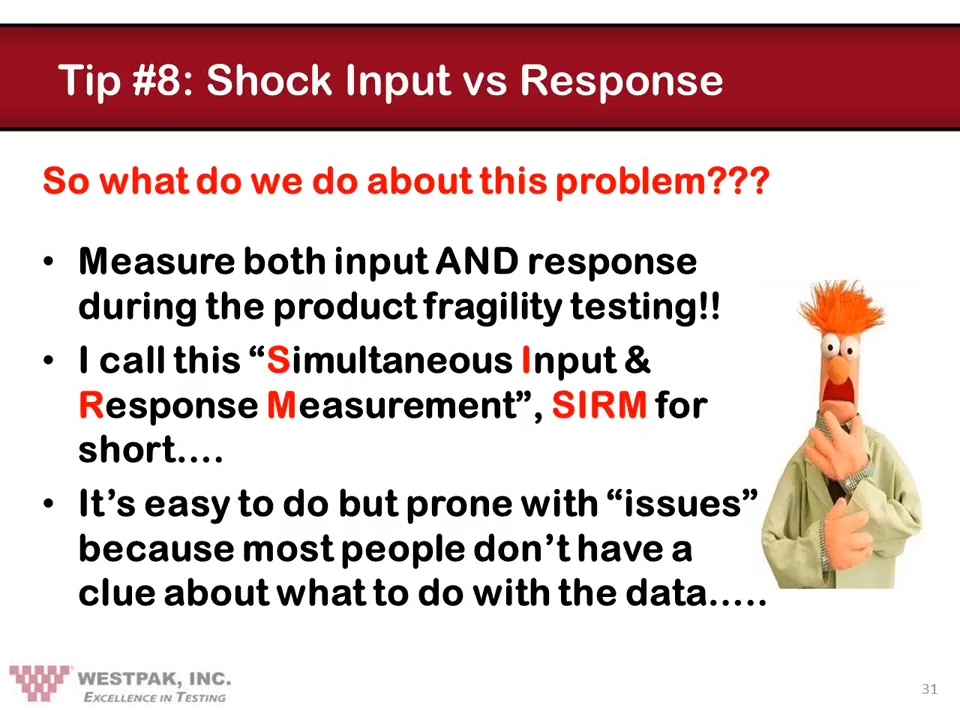 Tip #8: Shock Input vs Response
So what do we do about this problem???
• Measure both input AND response
during the product fragility testing!!
• I call this “Simultaneous Input &
Response Measurement”, SIRM for
short....
• It’s easy to do but prone with “issues”
because most people don’t have a
clue about what to do with the data.....
WESTPAK, INC.
EXCELLENCE IN TESTING
31